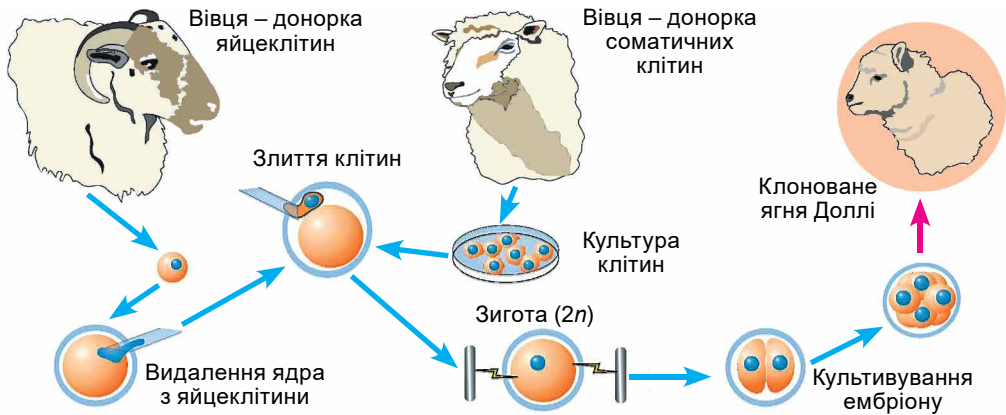 Вівця – донорка
яйцеклітин
Вівця – донорка
соматичних
клітин
Злиття клітин
Клоноване
ягня Доллі
Культура
клітин
Зигота (2n)
Видалення ядра
з яйцеклітини
Культивування
ембріону